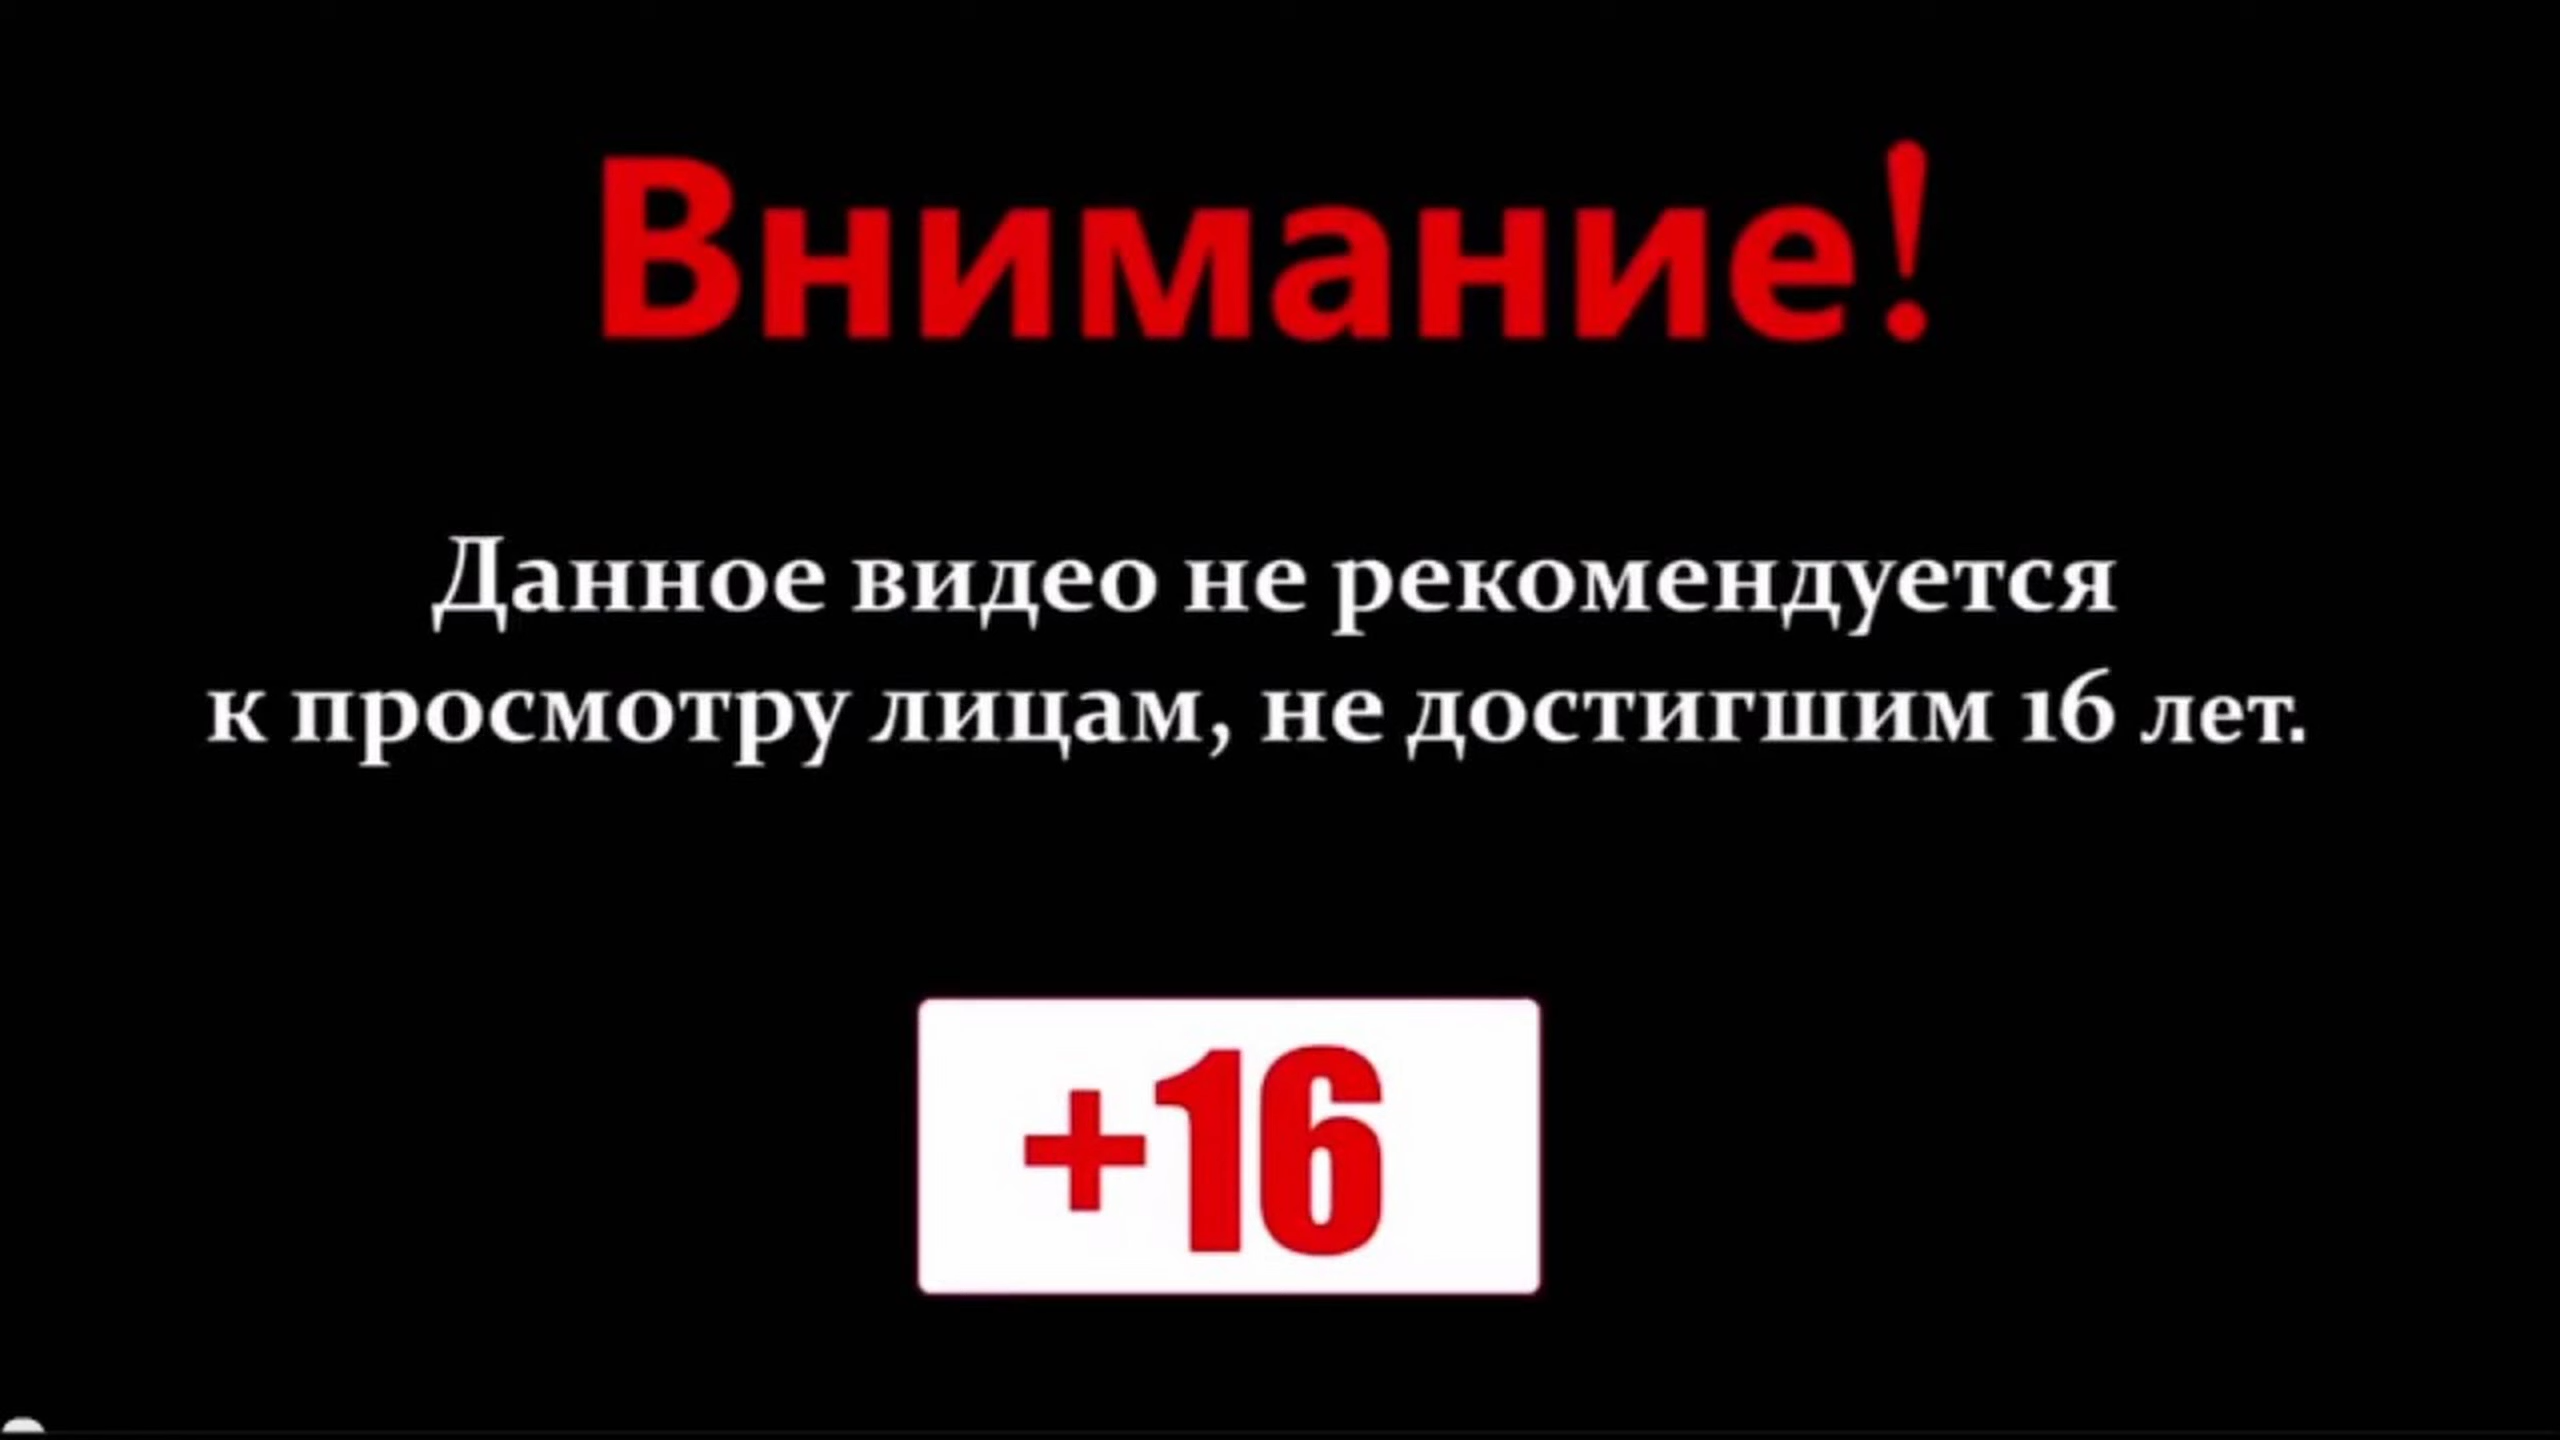 Внимание!
Данное видео не рекомендуется
к просмотру лицам, не достигшим 16 лет.
+16